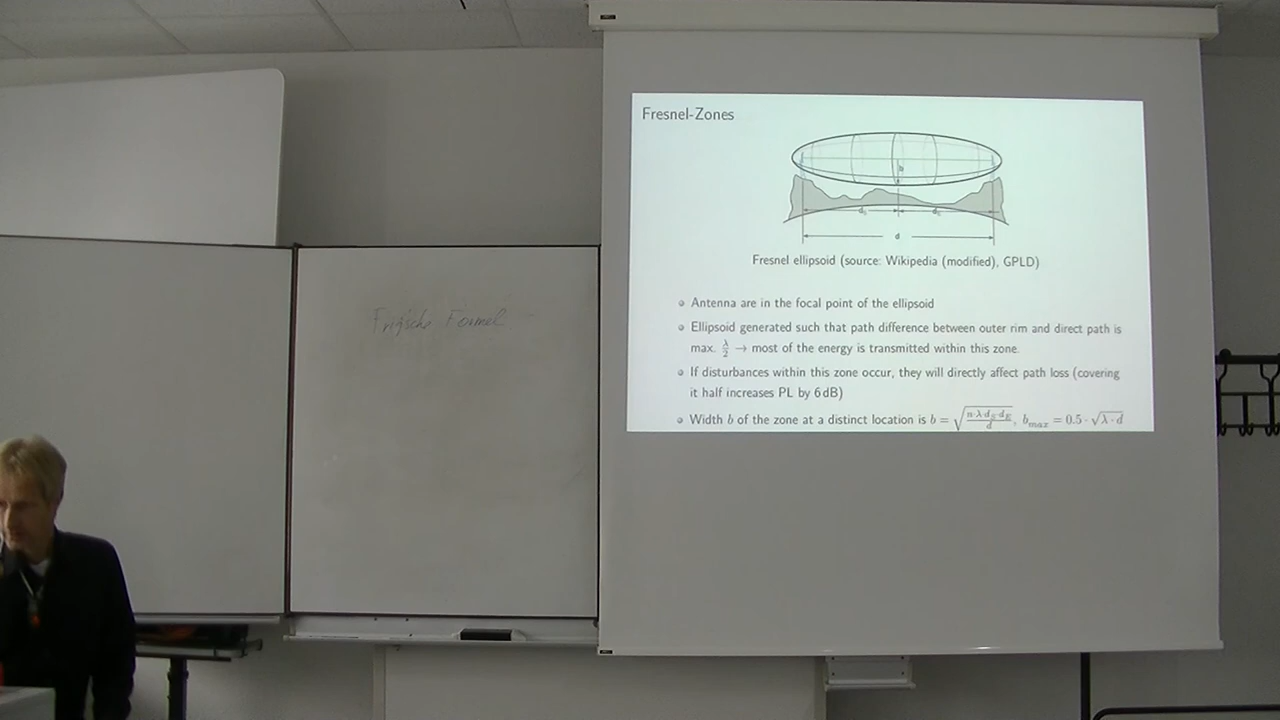 Fresnel-Zones
b
d
Fresnel ellipsoid (source: Wikipedia (modified), GPLD)
Antenna are in the focal point of the ellipsoid
Ellipsoid generated such that path difference between outer rim and direct path is
max. λ/2 → most of the energy is transmitted within this zone.
If disturbances within this zone occur, they will directly affect path loss (covering
it half increases PL by 6 dB)
Width b of the zone at a distinct location is b = √(n·λ·d_S·d_E / d), b_max = 0.5 · √(λ · d)
Formel